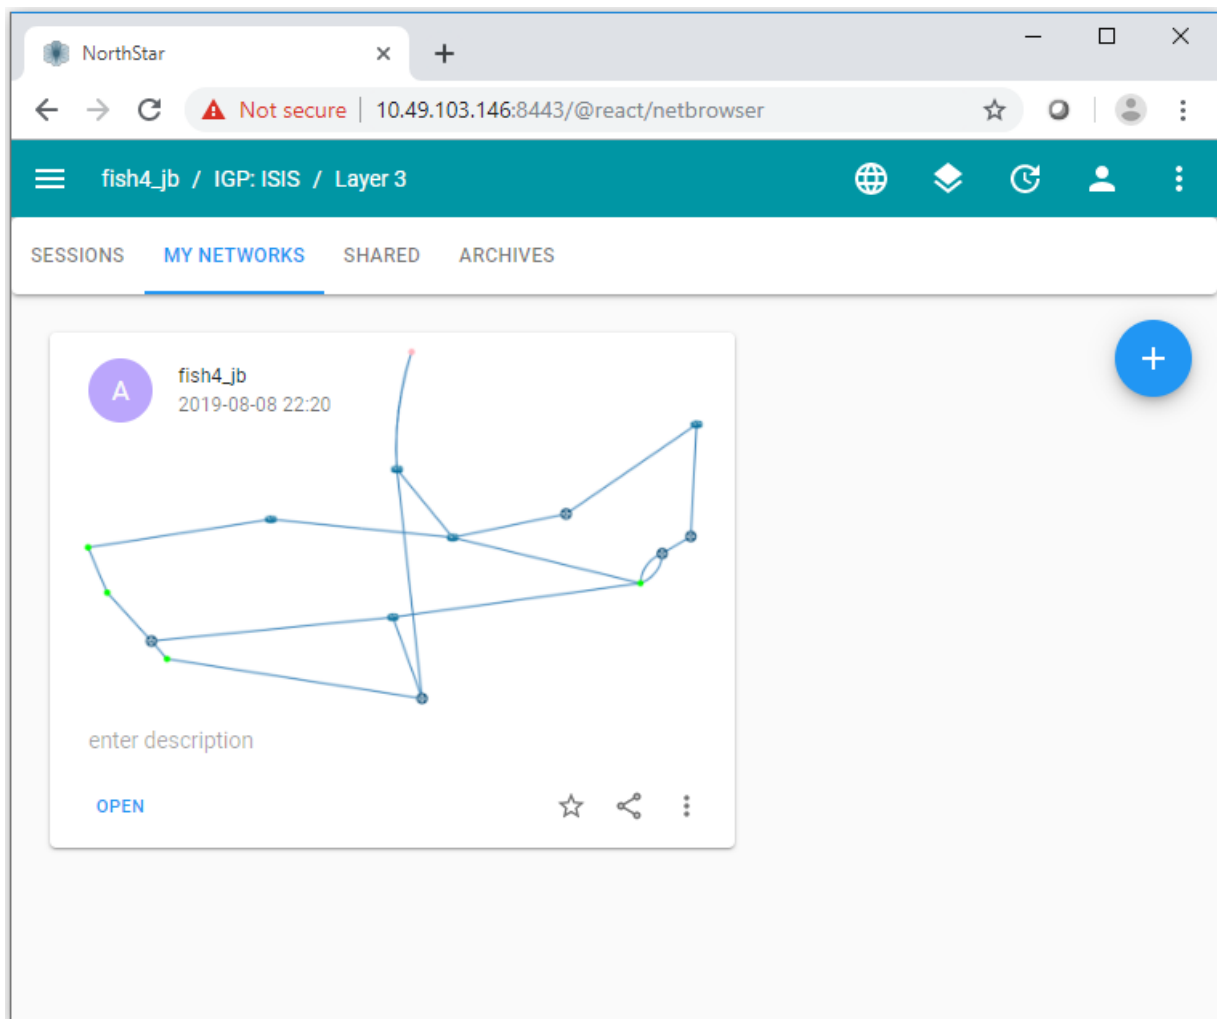 NorthStar
Not secure 10.49.103.146:8443/@react/netbrowser
fish4_jb / IGP: ISIS / Layer 3
SESSIONS MY NETWORKS SHARED ARCHIVES
A
fish4_jb
2019-08-08 22:20
enter description
OPEN